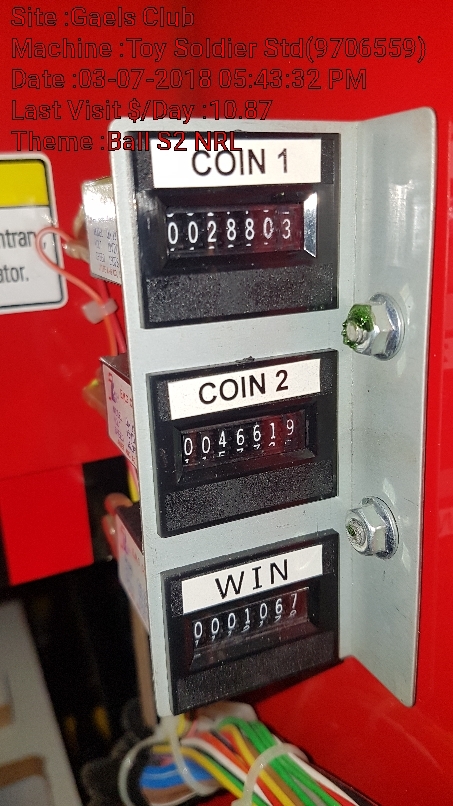 Site :Gaels Club
Machine :Toy Soldier Std(9706559)
Date :03-07-2018 05:43:32 PM
Last Visit $/Day :10.87
Theme :Ball S2 NRL
COIN 1
0028803
ator.
COIN 2
0046619
WIN
0001067